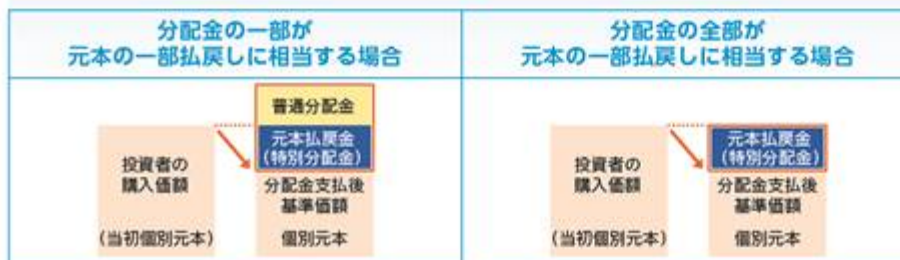 分配金の一部が
元本の一部払戻しに相当する場合
投資者の
購入価額
(当初個別元本)
普通分配金
元本払戻金
(特別分配金)
分配金支払後
基準価額
個別元本
分配金の全部が
元本の一部払戻しに相当する場合
投資者の
購入価額
(当初個別元本)
元本払戻金
(特別分配金)
分配金支払後
基準価額
個別元本